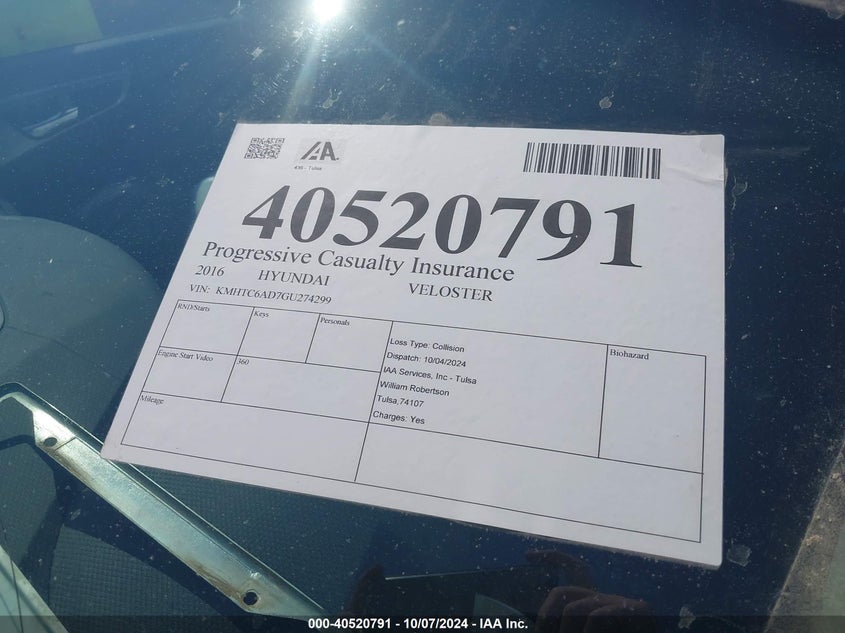 IAA
436 - Tulsa
40520791
Progressive Casualty Insurance
2016 HYUNDAI VELOSTER
VIN: KMHTC6AD7GU274299
RND/Starts
Keys
Personals
Engine Start Video
360
Mileage
Loss Type: Collision
Dispatch: 10/04/2024
IAA Services, Inc - Tulsa
William Robertson
Tulsa,74107
Charges: Yes
Biohazard
000-40520791 - 10/07/2024 - IAA Inc.